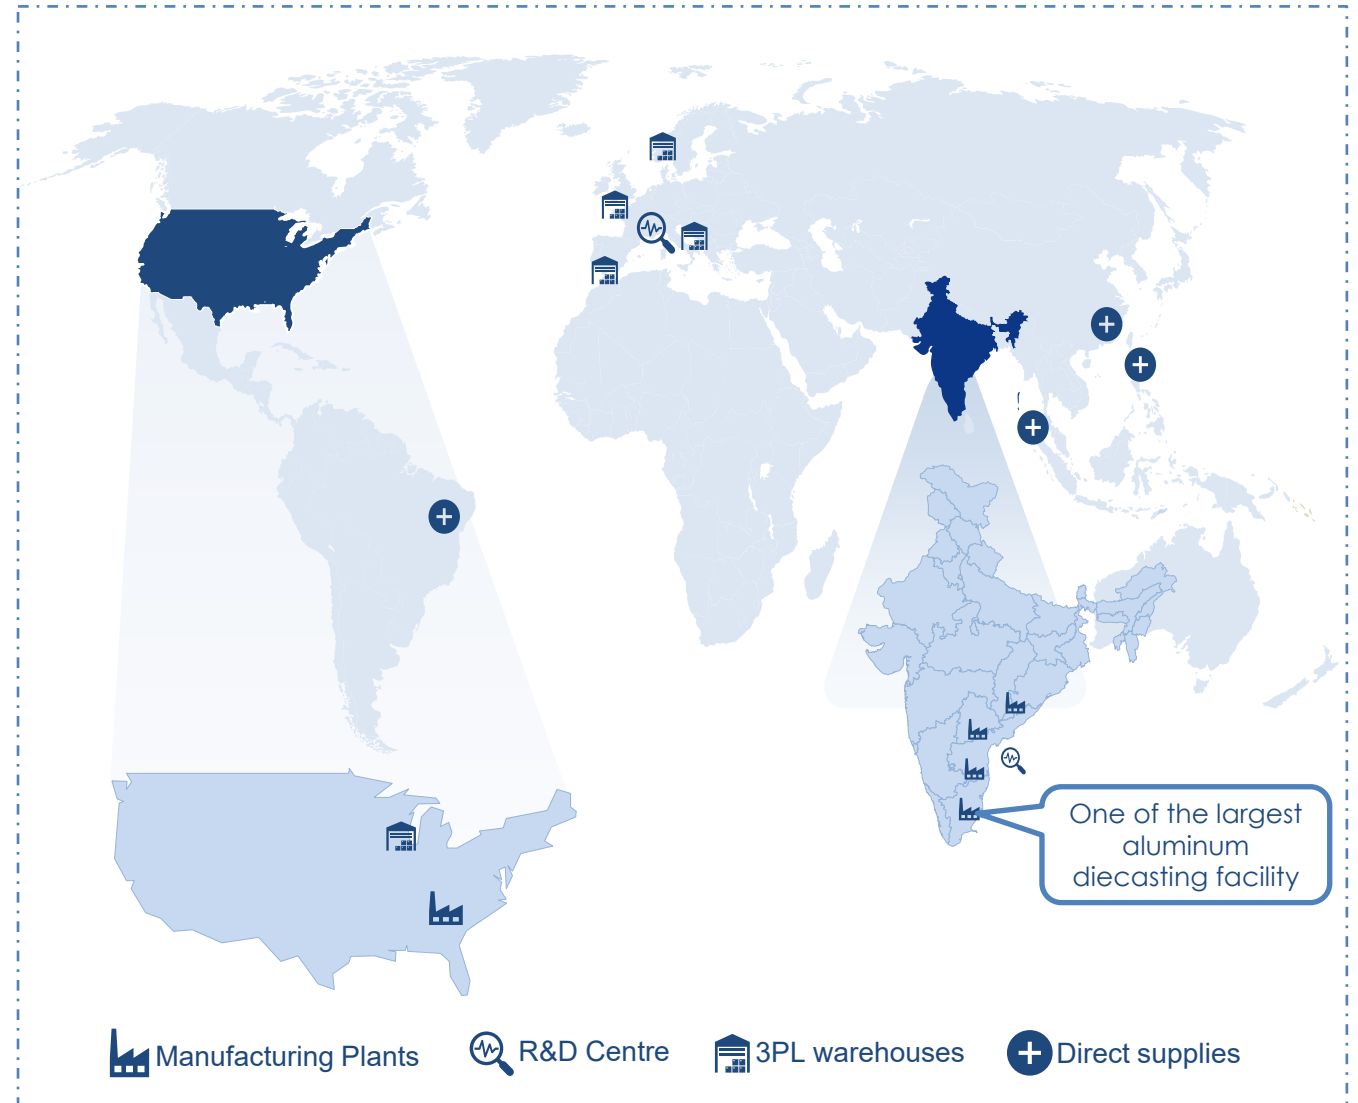 One of the largest
aluminum
diecasting facility
Manufacturing Plants
R&D Centre
3PL warehouses
Direct supplies